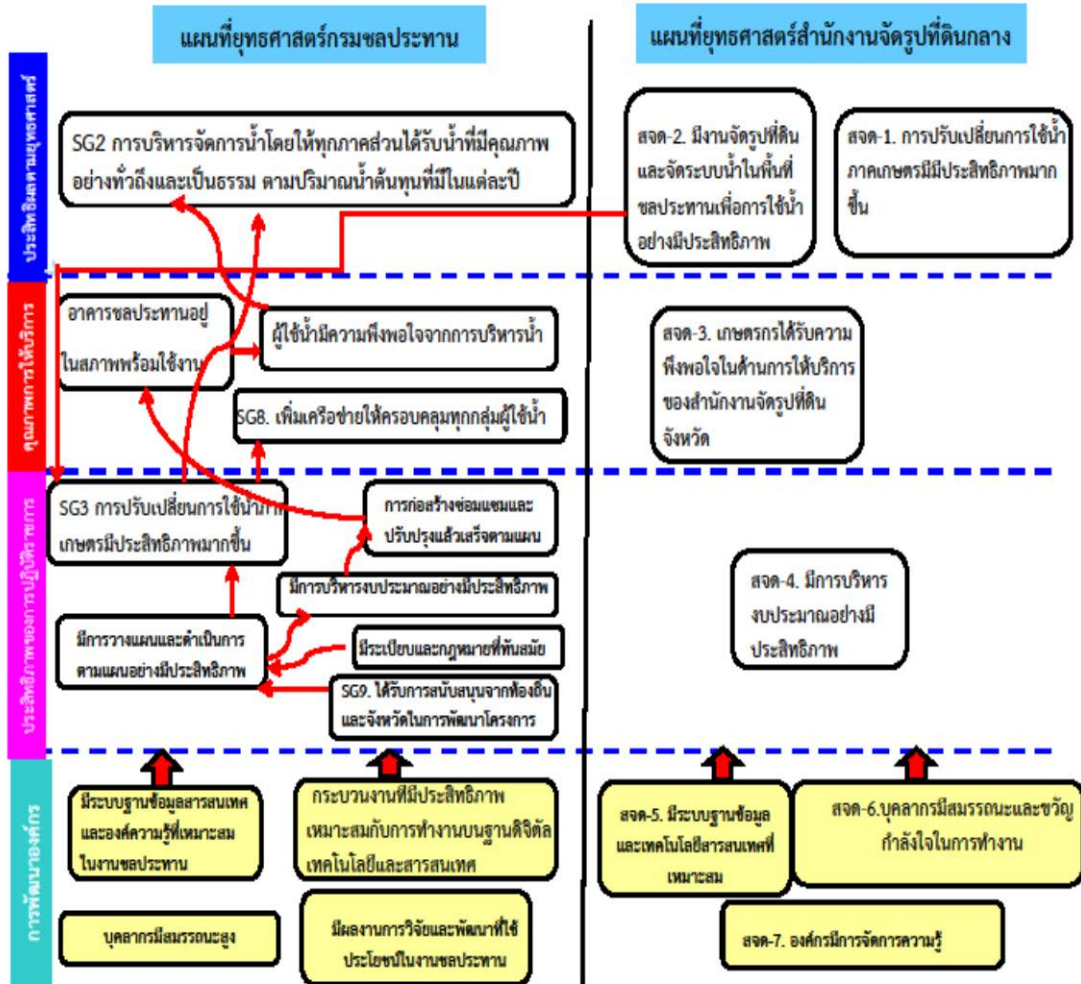 แผนที่ยุทธศาสตร์กรมชลประทาน
แผนที่ยุทธศาสตร์สำนักงานจัดรูปที่ดินกลาง
ประสิทธิผลตามยุทธศาสตร์
SG2 การบริหารจัดการน้ำโดยให้ทุกภาคส่วนได้รับน้ำที่มีคุณภาพ
อย่างทั่วถึงและเป็นธรรม ตามปริมาณน้ำต้นทุนที่มีในแต่ละปี
สจด-2. มีงานจัดรูปที่ดิน
และจัดระบบน้ำในพื้นที่
ชลประทานเพื่อการใช้น้ำ
อย่างมีประสิทธิภาพ
สจด-1. การปรับเปลี่ยนการใช้น้ำ
ภาคเกษตรมีมีประสิทธิภาพมาก
ขึ้น
คุณภาพการให้บริการ
อาคารชลประทานอยู่
ในสภาพพร้อมใช้งาน
ผู้ใช้น้ำมีความพึงพอใจจากการบริหารน้ำ
SG8. เพิ่มเครือข่ายให้ครอบคลุมทุกกลุ่มผู้ใช้น้ำ
สจด-3. เกษตรกรได้รับความ
พึงพอใจในด้านการให้บริการ
ของสำนักงานจัดรูปที่ดิน
จังหวัด
ประสิทธิภาพของการปฏิบัติราชการ
SG3 การปรับเปลี่ยนการใช้น้ำภาค
เกษตรมีประสิทธิภาพมากขึ้น
การก่อสร้างซ่อมแซมและ
ปรับปรุงแล้วเสร็จตามแผน
มีการบริหารงบประมาณอย่างมีประสิทธิภาพ
มีการวางแผนและดำเนินการ
ตามแผนอย่างมีประสิทธิภาพ
มีระเบียบและกฎหมายที่ทันสมัย
SG9. ได้รับการสนับสนุนจากท้องถิ่น
และจังหวัดในการพัฒนาโครงการ
สจด-4. มีการบริหาร
งบประมาณอย่างมี
ประสิทธิภาพ
การพัฒนาองค์กร
มีระบบฐานข้อมูลสารสนเทศ
และองค์ความรู้ที่เหมาะสม
ในงานชลประทาน
กระบวนงานที่มีประสิทธิภาพ
เหมาะสมกับการทำงานบนฐานดิจิตัล
เทคโนโลยีและสารสนเทศ
สจด-5. มีระบบฐานข้อมูล
และเทคโนโลยีสารสนเทศที่
เหมาะสม
สจด-6.บุคลากรมีสมรรถนะและขวัญ
กำลังใจในการทำงาน
บุคลากรมีสมรรถนะสูง
มีผลงานการวิจัยและพัฒนาที่ใช้
ประโยชน์ในงานชลประทาน
สจด-7. องค์กรมีการจัดการความรู้